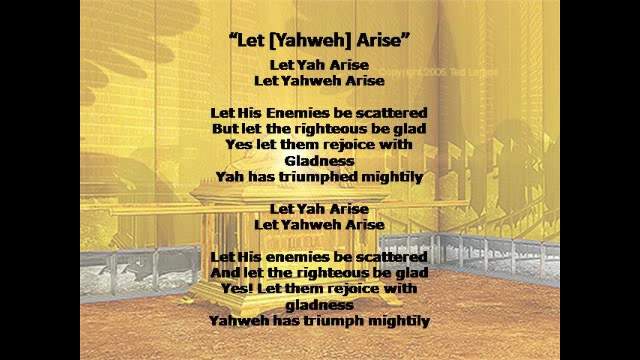 “Let [Yahweh] Arise”
Let Yah Arise
Copyright 2005 Ted
Let Yahweh Arise
Let His Enemies be scattered
But let the righteous be glad
Yes let them rejoice with
Gladness
Yah has triumphed mightily
Let Yah Arise
Let Yahweh Arise
Let His enemies be scattered
And let the righteous be glad
Yes! Let them rejoice with
gladness
Yahweh has triumph mightily